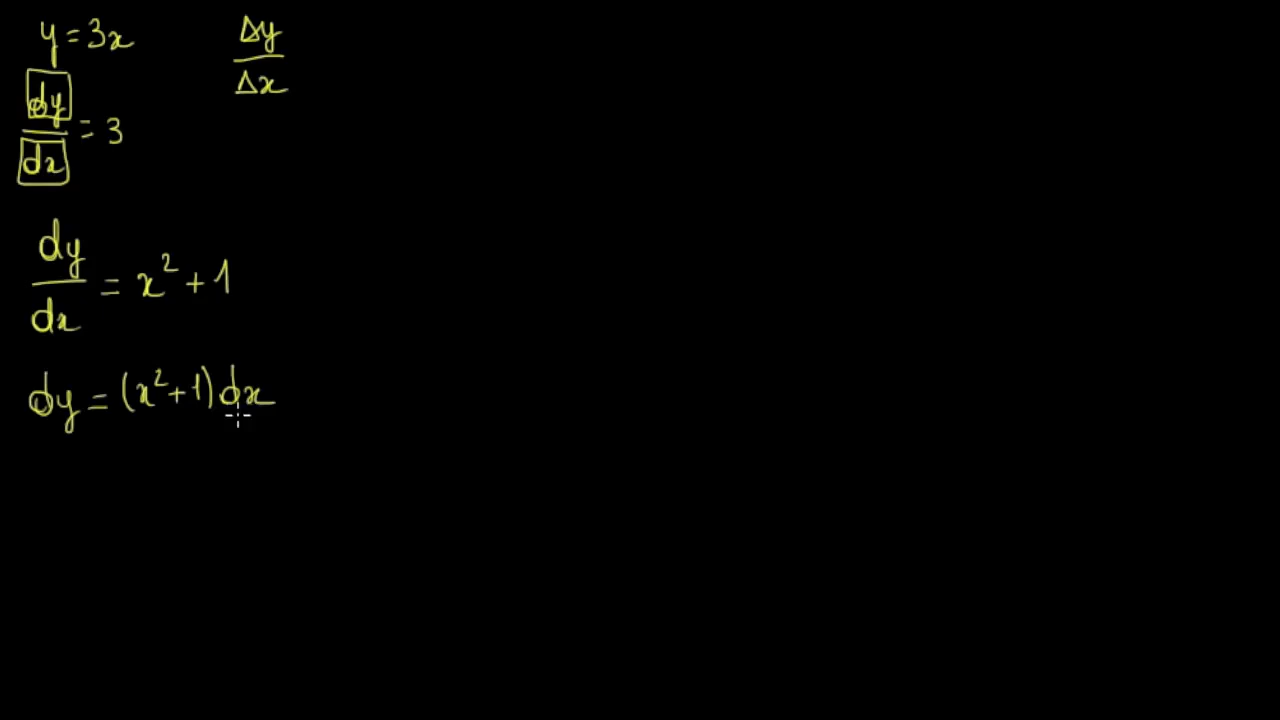 y = 3x
Δy
Δx
dy
dx
= 3
dy
dx
= x² + 1
dy = (x² + 1) dx